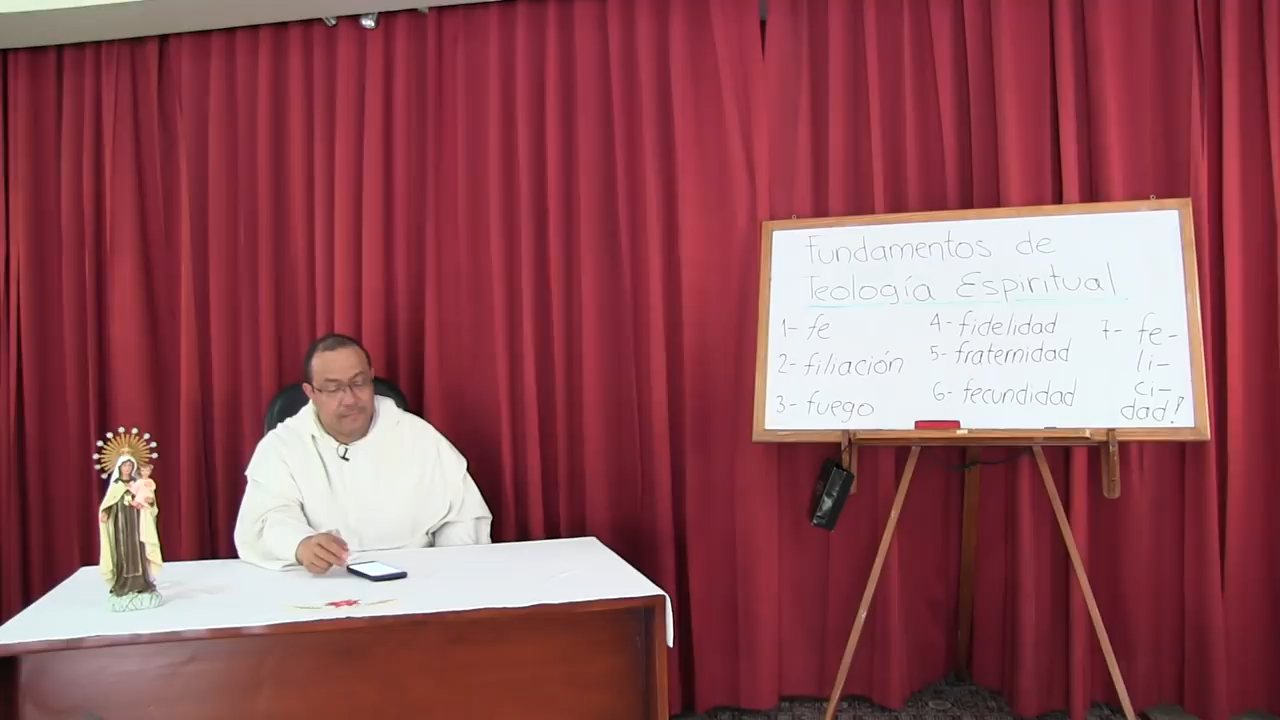 Fundamentos de
Teología Espiritual
1- fe
2- filiación
3- fuego
4- fidelidad
5- fraternidad
6- fecundidad
7- fe-
li-
ci-
dad!